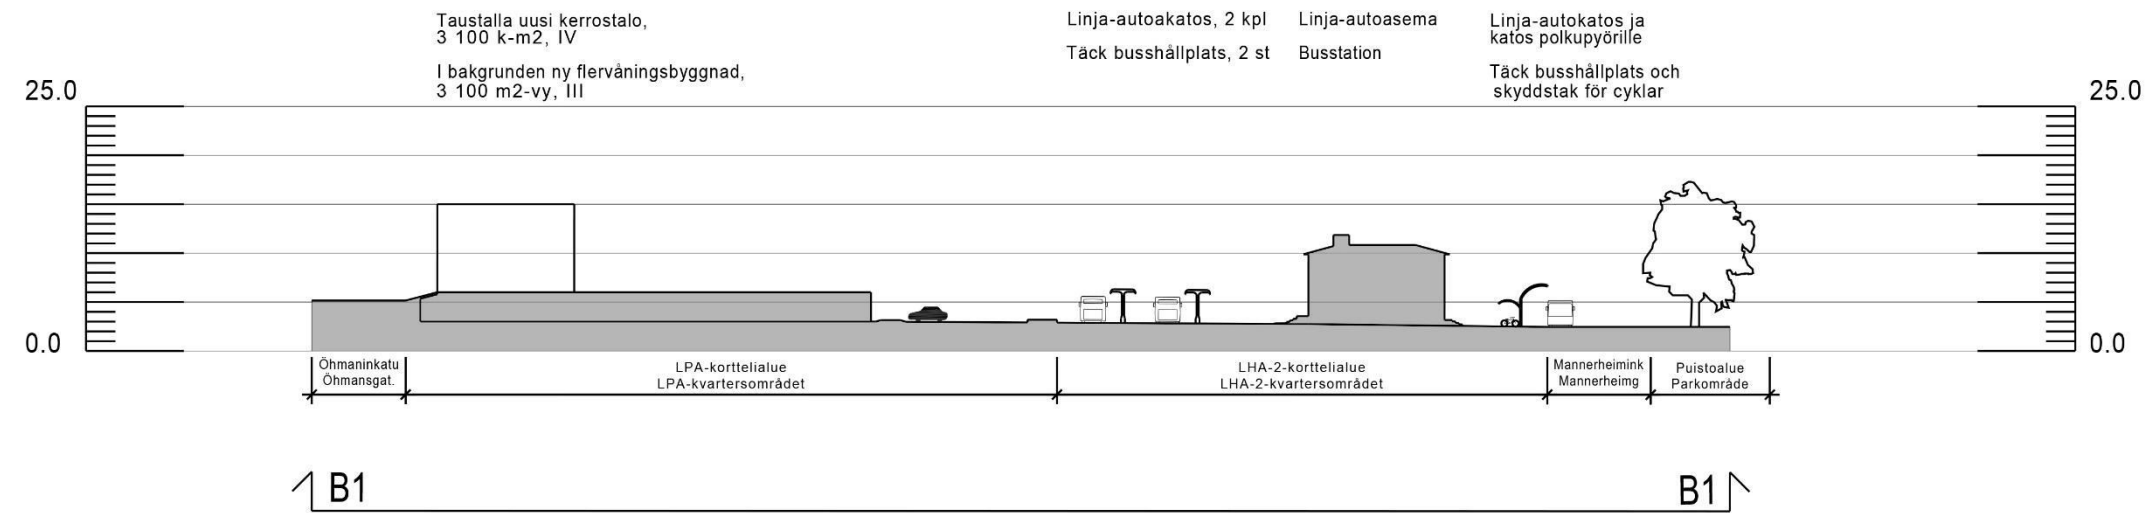 Taustalla uusi kerrostalo,
3 100 k-m2, IV
I bakgrunden ny flervåningsbyggnad,
3 100 m2-vy, III
Linja-autoakatos, 2 kpl
Täck busshållplats, 2 st
Linja-autoasema
Busstation
Linja-autokatos ja
katos polkupyörille
Täck busshållplats och
skyddstak för cyklar
25.0
25.0
0.0
0.0
Öhmaninkatu
Öhmansgat.
LPA-korttelialue
LPA-kvartersområdet
LHA-2-korttelialue
LHA-2-kvartersområdet
Mannerheimink
Mannerheimg
Puistoalue
Parkområde
B1
B1